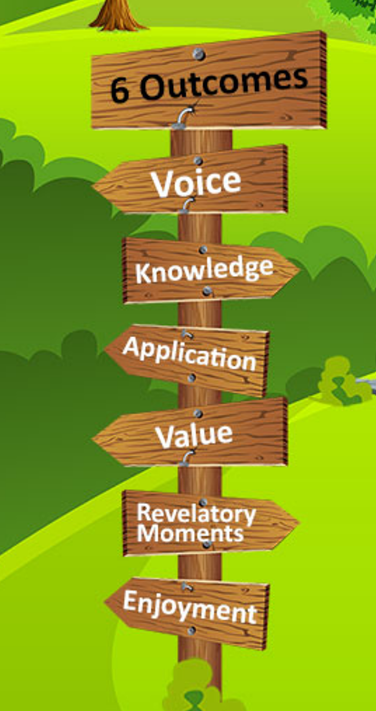 6 Outcomes
Voice
Knowledge
Application
Value
Revelatory
Moments
Enjoyment